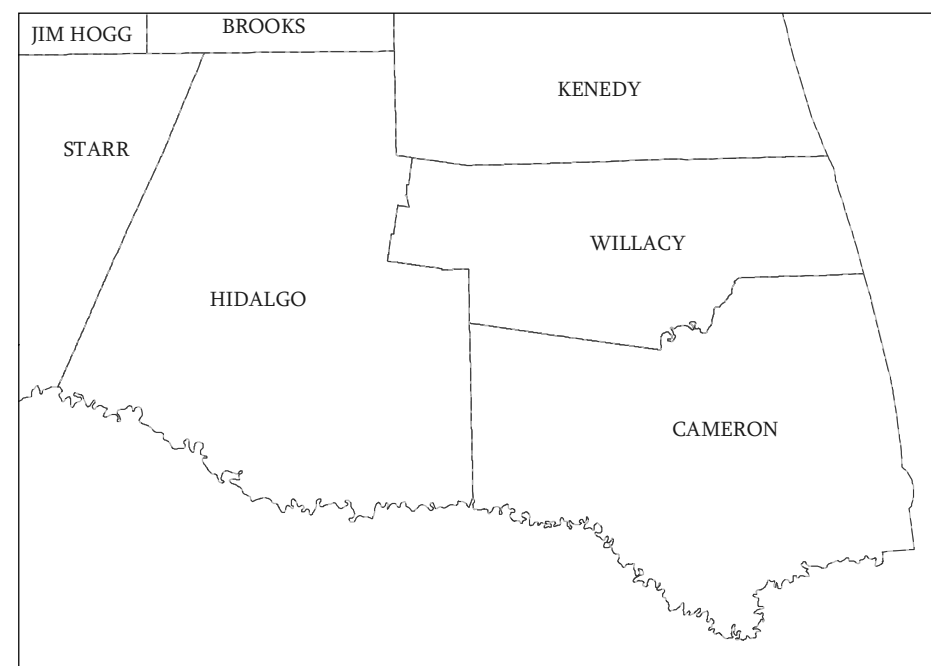 JIM HOGG
BROOKS
KENEDY
STARR
WILLACY
HIDALGO
CAMERON